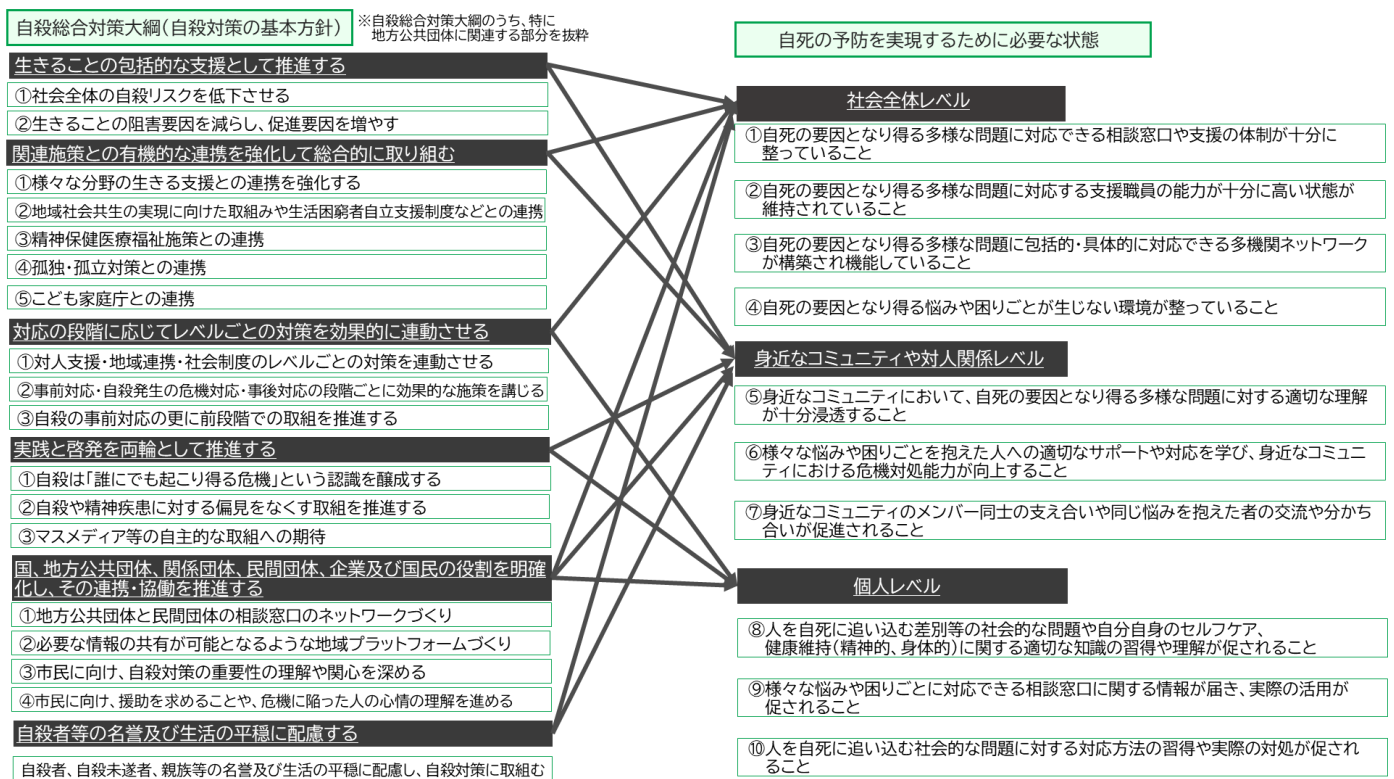 自殺総合対策大綱(自殺対策の基本方針)
※自殺総合対策大綱のうち、特に
地方公共団体に関連する部分を抜粋
生きることの包括的な支援として推進する
①社会全体の自殺リスクを低下させる
②生きることの阻害要因を減らし、促進要因を増やす
関連施策との有機的な連携を強化して総合的に取り組む
①様々な分野の生きる支援との連携を強化する
②地域社会共生の実現に向けた取組みや生活困窮者自立支援制度などとの連携
③精神保健医療福祉施策との連携
④孤独・孤立対策との連携
⑤こども家庭庁との連携
対応の段階に応じてレベルごとの対策を効果的に連動させる
①対人支援・地域連携・社会制度のレベルごとの対策を連動させる
②事前対応・自殺発生の危機対応・事後対応の段階ごとに効果的な施策を講じる
③自殺の事前対応の更に前段階での取組を推進する
実践と啓発を両輪として推進する
①自殺は「誰にでも起こり得る危機」という認識を醸成する
②自殺や精神疾患に対する偏見をなくす取組を推進する
③マスメディア等の自主的な取組への期待
国、地方公共団体、関係団体、民間団体、企業及び国民の役割を明確
化し、その連携・協働を推進する
①地方公共団体と民間団体の相談窓口のネットワークづくり
②必要な情報の共有が可能となるような地域プラットフォームづくり
③市民に向け、自殺対策の重要性の理解や関心を深める
④市民に向け、援助を求めることや、危機に陥った人の心情の理解を進める
自殺者等の名誉及び生活の平穏に配慮する
自殺者、自殺未遂者、親族等の名誉及び生活の平穏に配慮し、自殺対策に取組む
自死の予防を実現するために必要な状態
社会全体レベル
①自死の要因となり得る多様な問題に対応できる相談窓口や支援の体制が十分に
整っていること
②自死の要因となり得る多様な問題に対応する支援職員の能力が十分に高い状態が
維持されていること
③自死の要因となり得る多様な問題に包括的・具体的に対応できる多機関ネットワーク
が構築され機能していること
④自死の要因となり得る悩みや困りごとが生じない環境が整っていること
身近なコミュニティや対人関係レベル
⑤身近なコミュニティにおいて、自死の要因となり得る多様な問題に対する適切な理解
が十分浸透すること
⑥様々な悩みや困りごとを抱えた人への適切なサポートや対応を学び、身近なコミュニ
ティにおける危機対処能力が向上すること
⑦身近なコミュニティのメンバー同士の支え合いや同じ悩みを抱えた者の交流や分かち
合いが促進されること
個人レベル
⑧人を自死に追い込む差別等の社会的な問題や自分自身のセルフケア、
健康維持(精神的、身体的)に関する適切な知識の習得や理解が促されること
⑨様々な悩みや困りごとに対応できる相談窓口に関する情報が届き、実際の活用が
促されること
⑩人を自死に追い込む社会的な問題に対する対応方法の習得や実際の対処が促され
ること